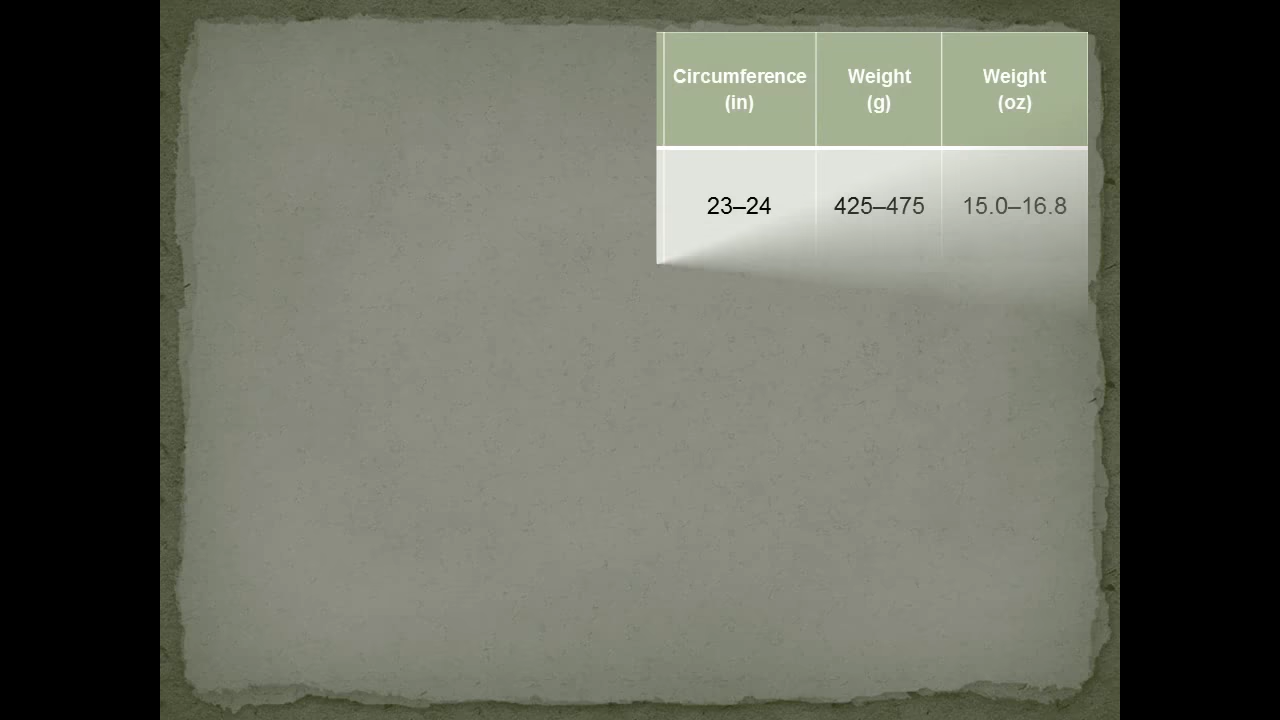 Circumference Weight Weight
(in) (g) (oz)
23–24 425–475 15.0–16.8